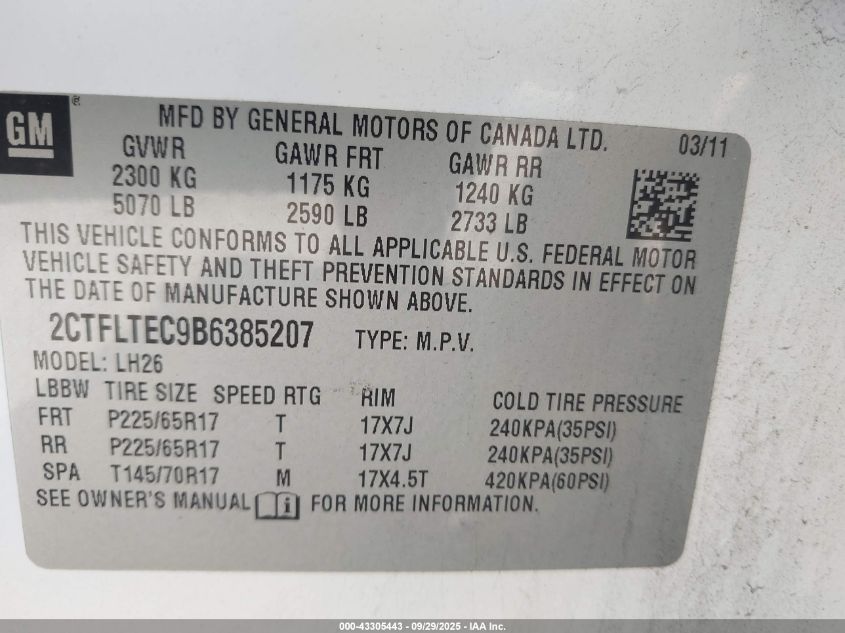 GM ®
MFD BY GENERAL MOTORS OF CANADA LTD. 03/11
GVWR GAWR FRT GAWR RR
2300 KG 1175 KG 1240 KG
5070 LB 2590 LB 2733 LB
THIS VEHICLE CONFORMS TO ALL APPLICABLE U.S. FEDERAL MOTOR
VEHICLE SAFETY AND THEFT PREVENTION STANDARDS IN EFFECT ON
THE DATE OF MANUFACTURE SHOWN ABOVE.
2CTFLTEC9B6385207 TYPE: M.P.V.
MODEL: LH26
LBBW TIRE SIZE SPEED RTG RIM COLD TIRE PRESSURE
FRT P225/65R17 T 17X7J 240KPA(35PSI)
RR P225/65R17 T 17X7J 240KPA(35PSI)
SPA T145/70R17 M 17X4.5T 420KPA(60PSI)
SEE OWNER'S MANUAL i FOR MORE INFORMATION.
000-43305443 - 09/29/2025 - IAA Inc.